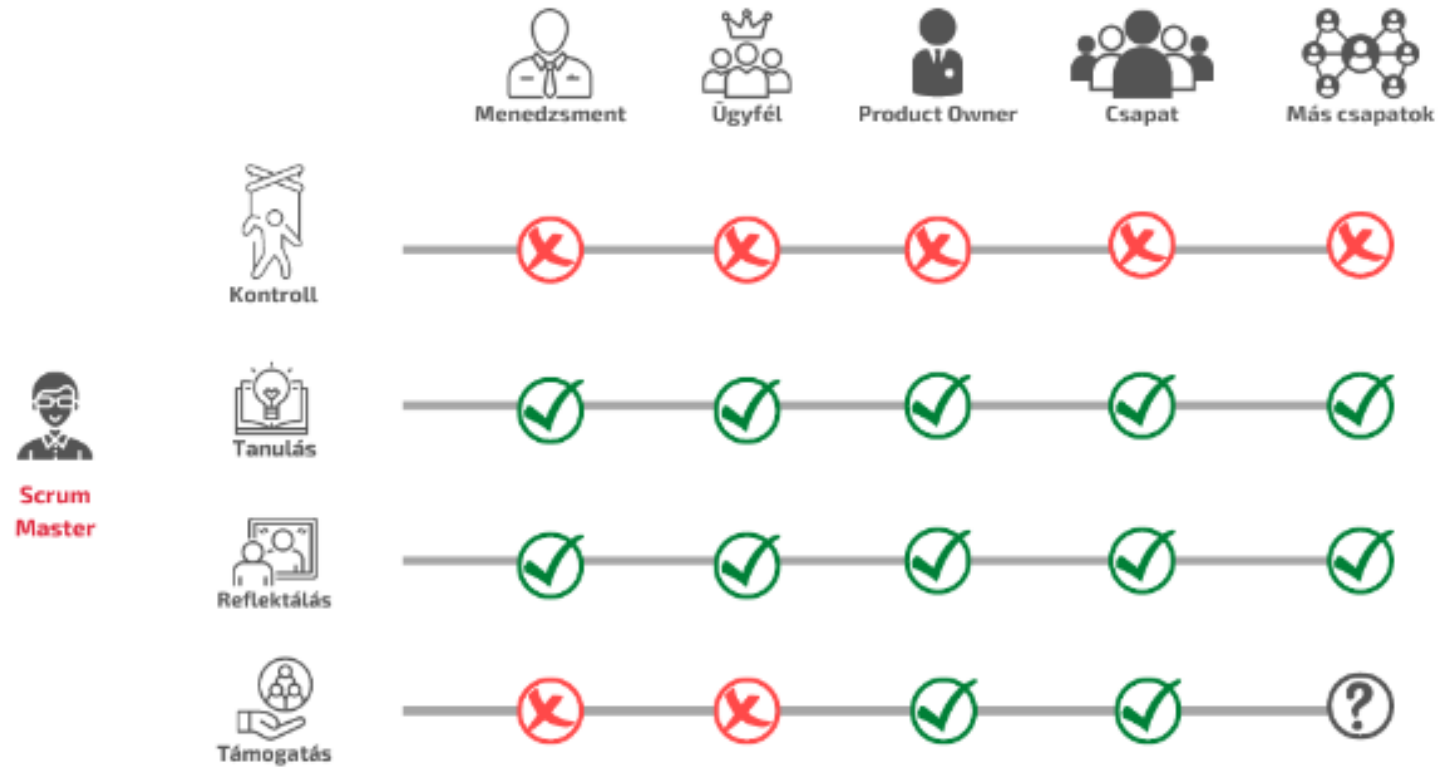 Menedzsment
Ügyfél
Product Owner
Csapat
Más csapatok
Kontroll
Tanulás
Scrum
Master
Reflektálás
?
Támogatás